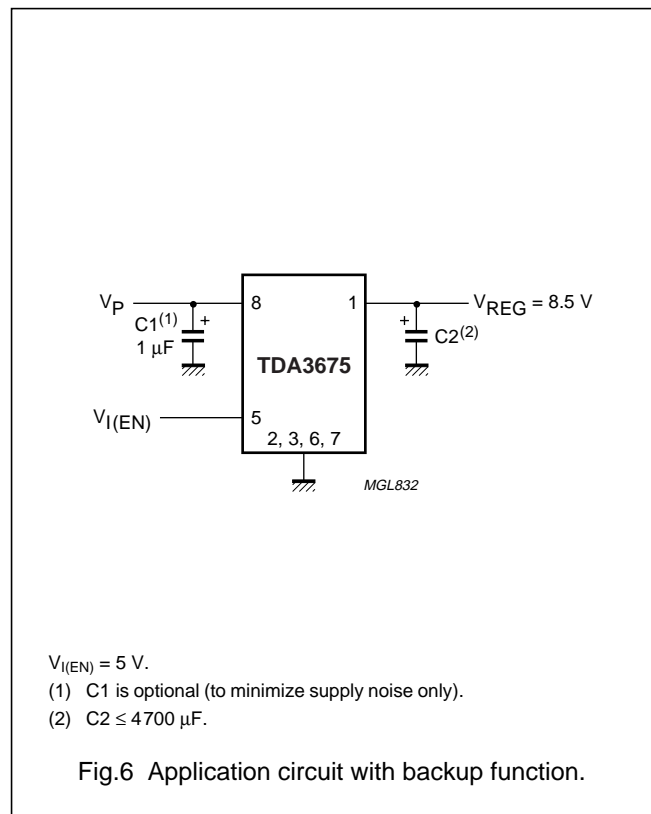 V_P 8 1 V_REG = 8.5 V
C1(1) + + C2(2)
1 μF
TDA3675
V_I(EN) 5
2, 3, 6, 7
MGL832
V_I(EN) = 5 V.
(1) C1 is optional (to minimize supply noise only).
(2) C2 ≤ 4700 μF.
Fig.6 Application circuit with backup function.